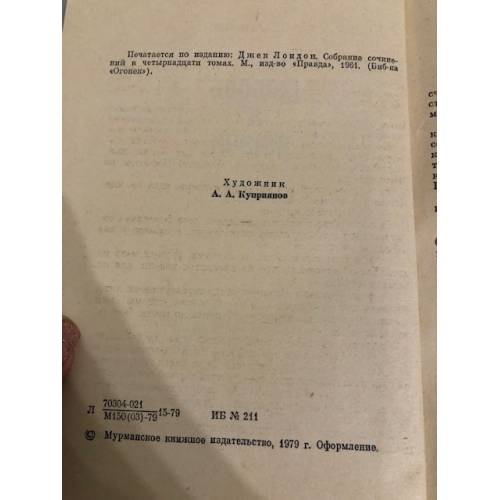 Печатается по изданию: Джек Лондон. Собрание сочине-
ний в четырнадцати томах. М., изд-во «Правда», 1961. (Биб-ка
«Огонек»).
Художник
А. А. Куприянов
Л 70304-021
М150(03)-79 15-79 ИБ № 211
© Мурманское книжное издательство, 1979 г. Оформление.